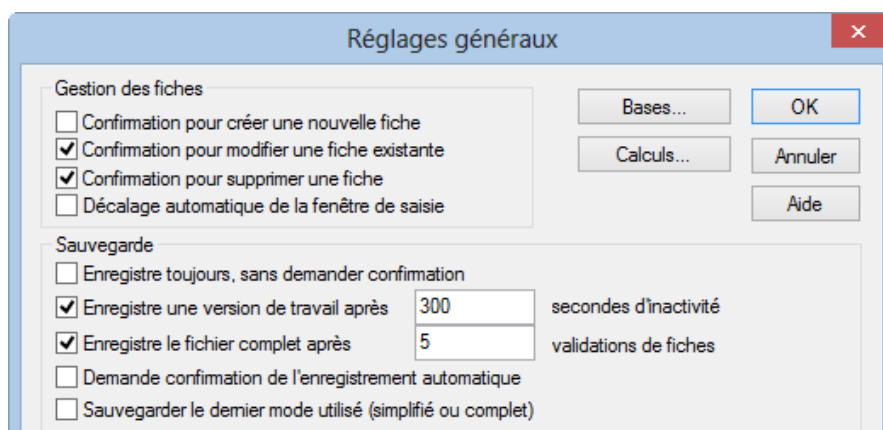 Réglages généraux
Gestion des fiches
Confirmation pour créer une nouvelle fiche
Confirmation pour modifier une fiche existante
Confirmation pour supprimer une fiche
Décalage automatique de la fenêtre de saisie
Bases...
OK
Calculs...
Annuler
Aide
Sauvegarde
Enregistre toujours, sans demander confirmation
Enregistre une version de travail après 300 secondes d'inactivité
Enregistre le fichier complet après 5 validations de fiches
Demande confirmation de l'enregistrement automatique
Sauvegarder le dernier mode utilisé (simplifié ou complet)